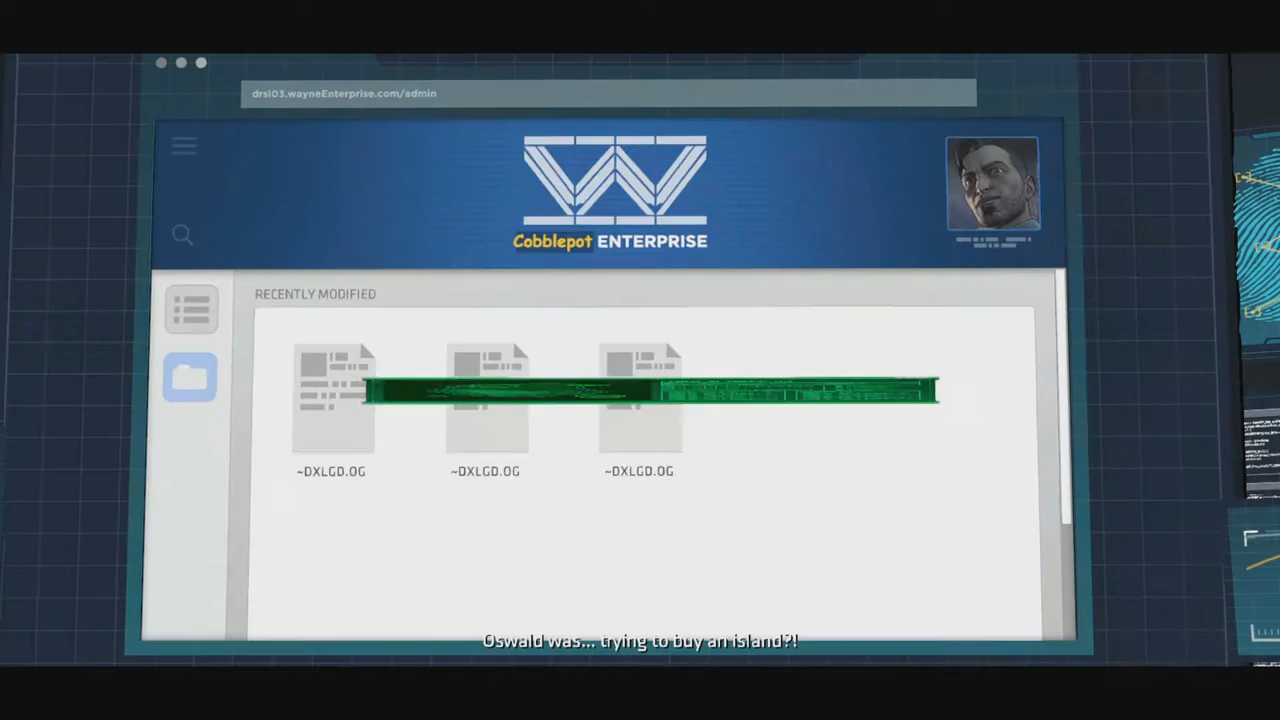 drsl03.wayneEnterprise.com/admin
Cobblepot ENTERPRISE
RECENTLY MODIFIED
~DXLGD.OG ~DXLGD.OG ~DXLGD.OG
Oswald was... trying to buy an island?!